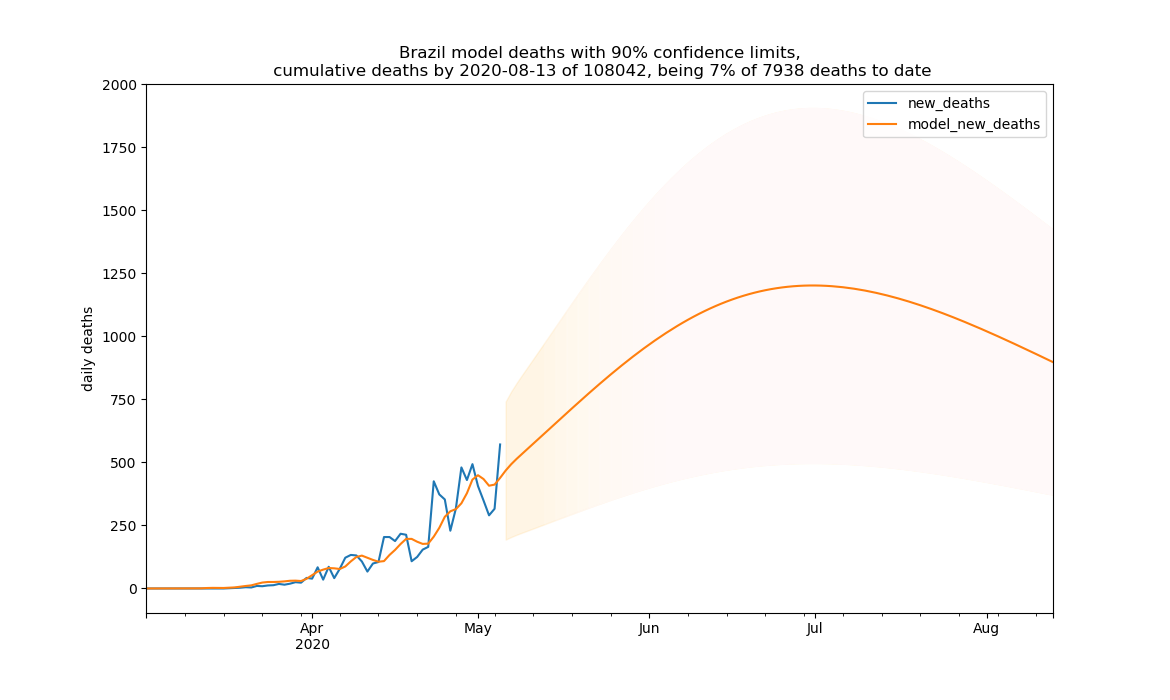 Brazil model deaths with 90% confidence limits,
cumulative deaths by 2020-08-13 of 108042, being 7% of 7938 deaths to date
new_deaths
model_new_deaths
daily deaths
2000
1750
1500
1250
1000
750
500
250
0
Apr
2020
May
Jun
Jul
Aug